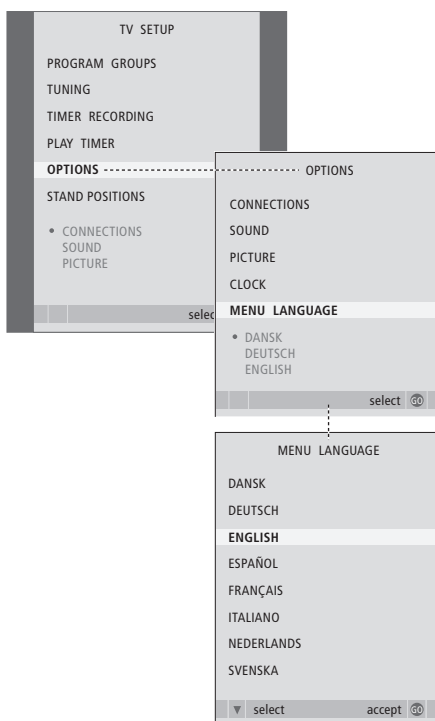 TV SETUP
PROGRAM GROUPS
TUNING
TIMER RECORDING
PLAY TIMER
OPTIONS
STAND POSITIONS
• CONNECTIONS
SOUND
PICTURE
selec
OPTIONS
CONNECTIONS
SOUND
PICTURE
CLOCK
MENU LANGUAGE
• DANSK
DEUTSCH
ENGLISH
select GO
MENU LANGUAGE
DANSK
DEUTSCH
ENGLISH
ESPAÑOL
FRANÇAIS
ITALIANO
NEDERLANDS
SVENSKA
▼ select accept GO